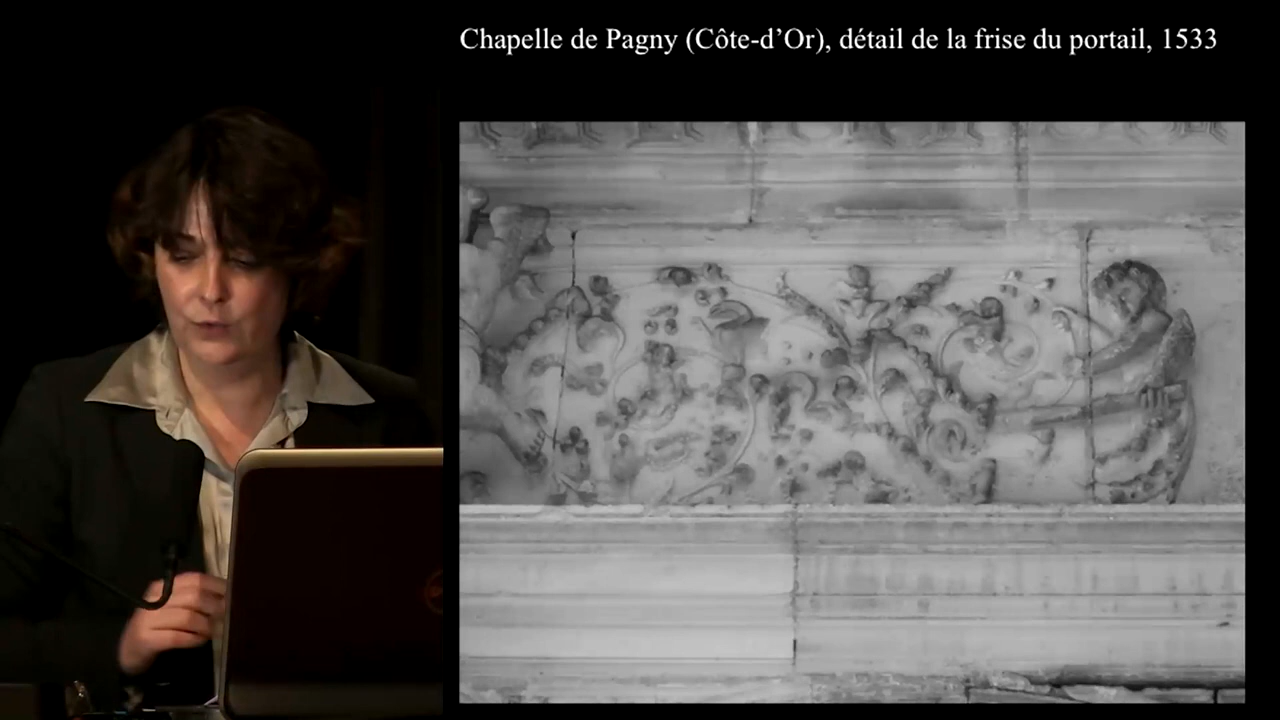 Chapelle de Pagny (Côte-d’Or), détail de la frise du portail, 1533